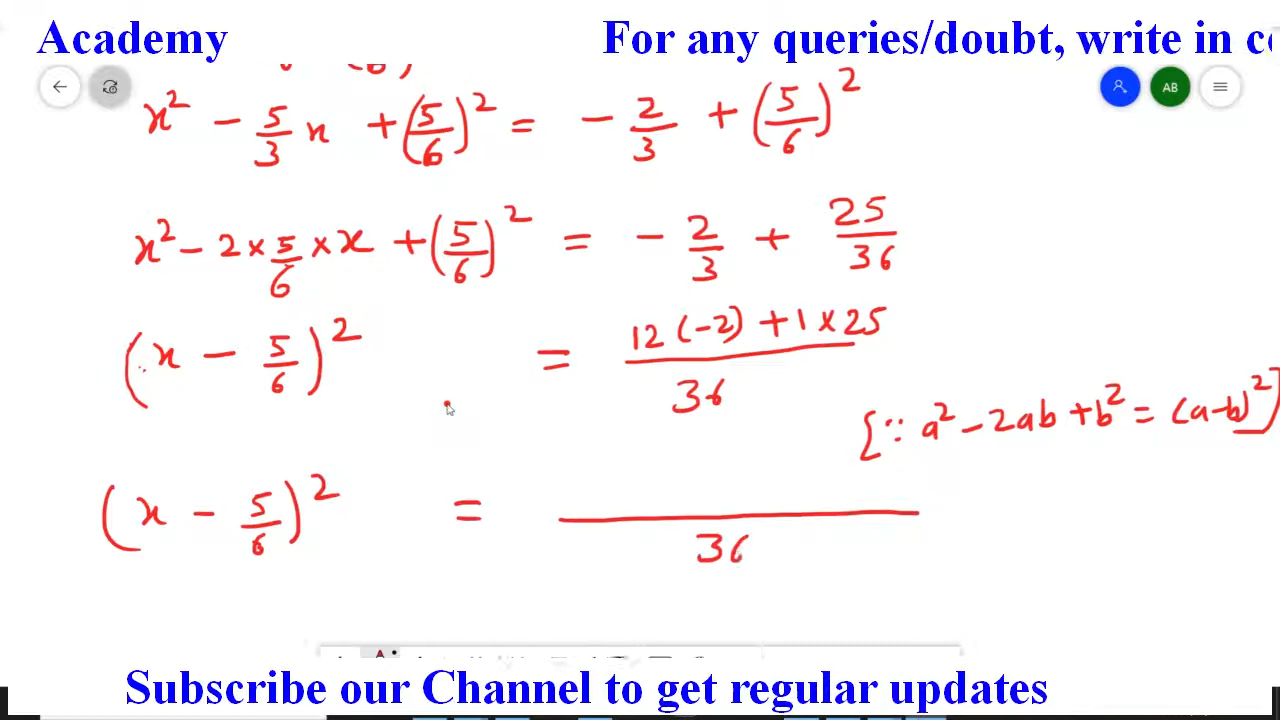 Academy For any queries/doubt, write in co
AB
x² - 5/3 x + (5/6)² = - 2/3 + (5/6)²
x² - 2 × 5/6 × x + (5/6)² = - 2/3 + 25/36
(x - 5/6)² = 12(-2) + 1 × 25 / 36
[∵ a² - 2ab + b² = (a-b)²]
(x - 5/6)² = /36
Subscribe our Channel to get regular updates